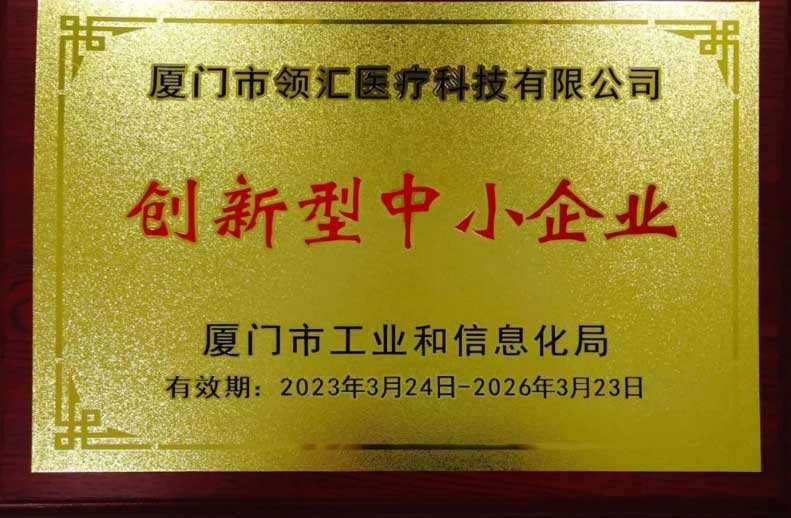 厦门市领汇医疗科技有限公司
创新型中小企业
厦门市工业和信息化局
有效期：2023年3月24日-2026年3月23日